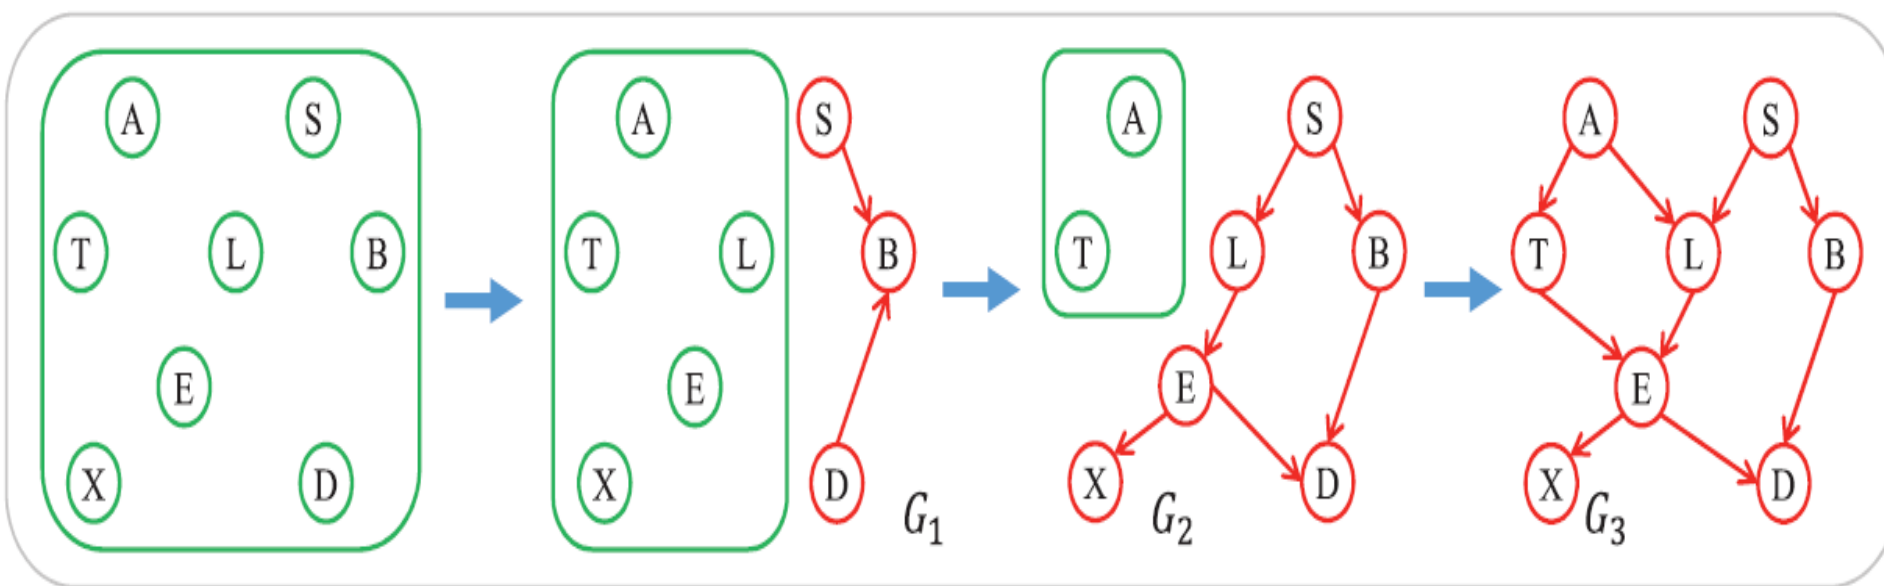 A S
T L B
E
X D
A S
T L B
E
X D G₁
A S
T L B
E
X G₂ D
A S
T L B
E
X G₃ D